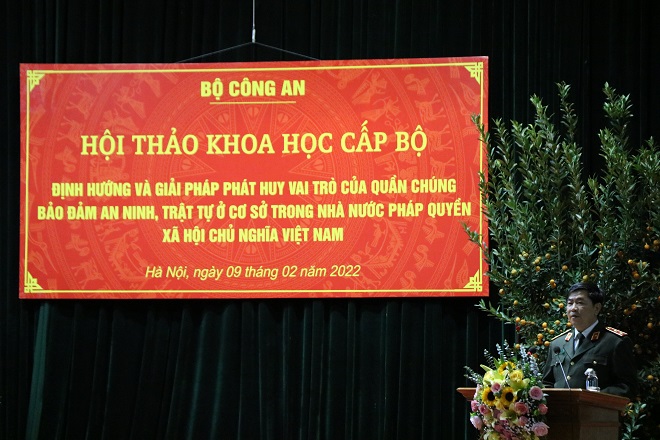 BỘ CÔNG AN
HỘI THẢO KHOA HỌC CẤP BỘ
ĐỊNH HƯỚNG VÀ GIẢI PHÁP PHÁT HUY VAI TRÒ CỦA QUẦN CHÚNG
BẢO ĐẢM AN NINH, TRẬT TỰ Ở CƠ SỞ TRONG NHÀ NƯỚC PHÁP QUYỀN
XÃ HỘI CHỦ NGHĨA VIỆT NAM
Hà Nội, ngày 09 tháng 02 năm 2022